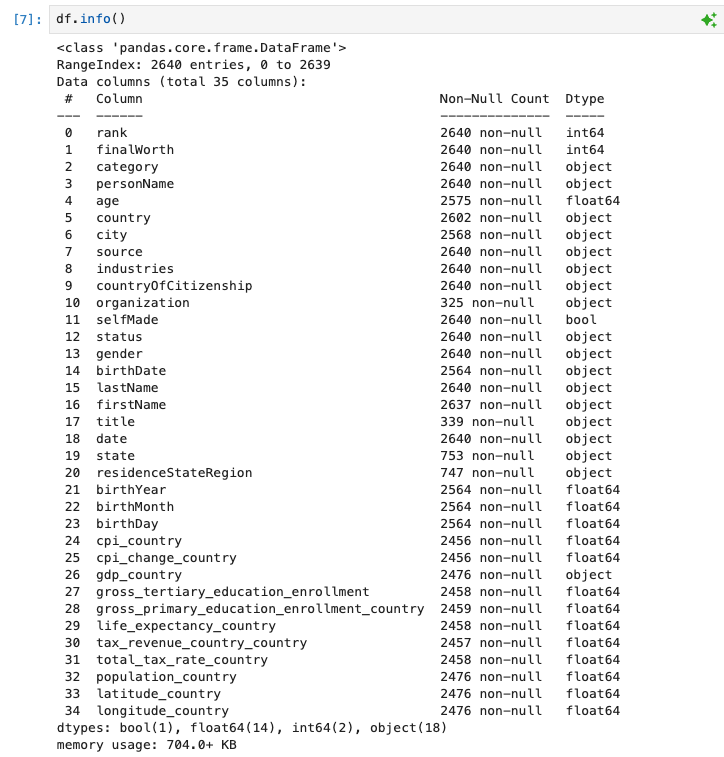 [7]: df.info()
<class 'pandas.core.frame.DataFrame'>
RangeIndex: 2640 entries, 0 to 2639
Data columns (total 35 columns):
 #   Column                                   Non-Null Count  Dtype
---  ------                                   --------------  -----
 0   rank                                     2640 non-null   int64
 1   finalWorth                               2640 non-null   int64
 2   category                                 2640 non-null   object
 3   personName                               2640 non-null   object
 4   age                                      2575 non-null   float64
 5   country                                  2602 non-null   object
 6   city                                     2568 non-null   object
 7   source                                   2640 non-null   object
 8   industries                               2640 non-null   object
 9   countryOfCitizenship                     2640 non-null   object
 10  organization                             325 non-null    object
 11  selfMade                                 2640 non-null   bool
 12  status                                   2640 non-null   object
 13  gender                                   2640 non-null   object
 14  birthDate                                2564 non-null   object
 15  lastName                                 2640 non-null   object
 16  firstName                                2637 non-null   object
 17  title                                    339 non-null    object
 18  date                                     2640 non-null   object
 19  state                                    753 non-null    object
 20  residenceStateRegion                     747 non-null    object
 21  birthYear                                2564 non-null   float64
 22  birthMonth                               2564 non-null   float64
 23  birthDay                                 2564 non-null   float64
 24  cpi_country                              2456 non-null   float64
 25  cpi_change_country                       2456 non-null   float64
 26  gdp_country                              2476 non-null   object
 27  gross_tertiary_education_enrollment      2458 non-null   float64
 28  gross_primary_education_enrollment_country  2459 non-null   float64
 29  life_expectancy_country                  2458 non-null   float64
 30  tax_revenue_country_country              2457 non-null   float64
 31  total_tax_rate_country                   2458 non-null   float64
 32  population_country                       2476 non-null   float64
 33  latitude_country                         2476 non-null   float64
 34  longitude_country                        2476 non-null   float64
dtypes: bool(1), float64(14), int64(2), object(18)
memory usage: 704.0+ KB